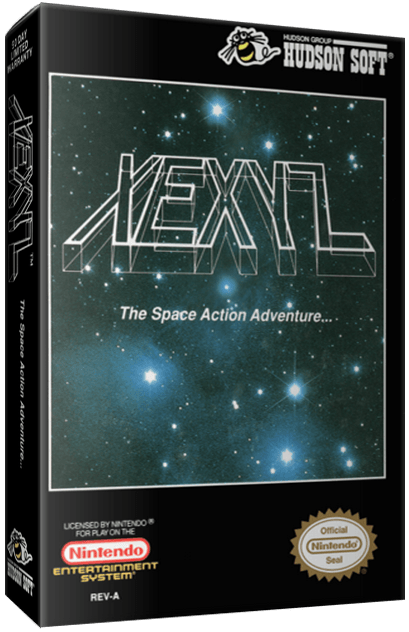 90 DAY
LIMITED
WARRANTY
XEXYZ™
The Space Action Adventure...
HUDSON SOFT®
HUDSON GROUP
HUDSON SOFT®
XEXYZ
The Space Action Adventure...
LICENSED BY NINTENDO®
FOR PLAY ON THE
Nintendo®
ENTERTAINMENT
SYSTEM®
REV-A
Official
Nintendo®
Seal